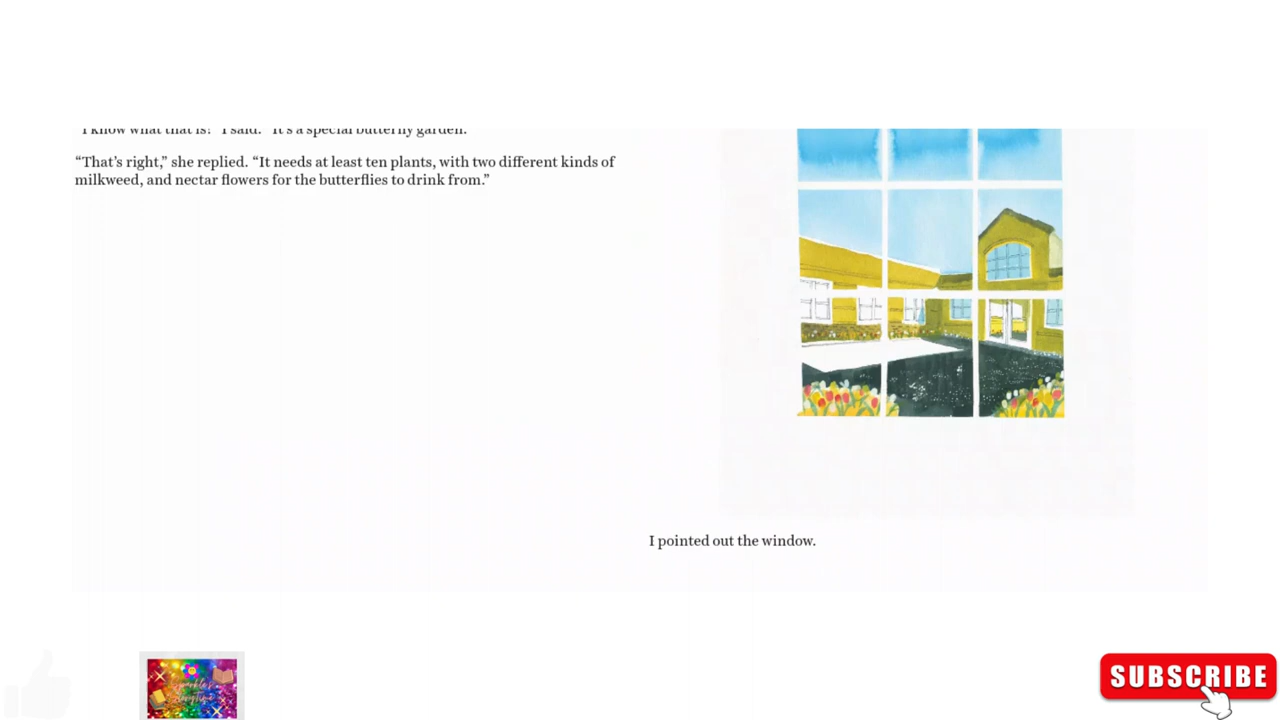 “I know what that is!” I said. “It’s a special butterfly garden.”
“That’s right,” she replied. “It needs at least ten plants, with two different kinds of
milkweed, and nectar flowers for the butterflies to drink from.”
I pointed out the window.
SUBSCRIBE